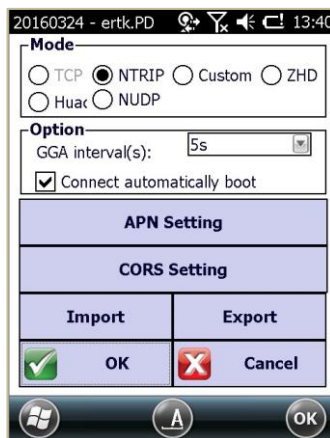 20160324 - ertk.PD 13:40
Mode
TCP NTRIP Custom ZHD
Huac NUDP
Option
GGA interval(s): 5s
Connect automatically boot
APN Setting
CORS Setting
Import Export
OK Cancel
A OK